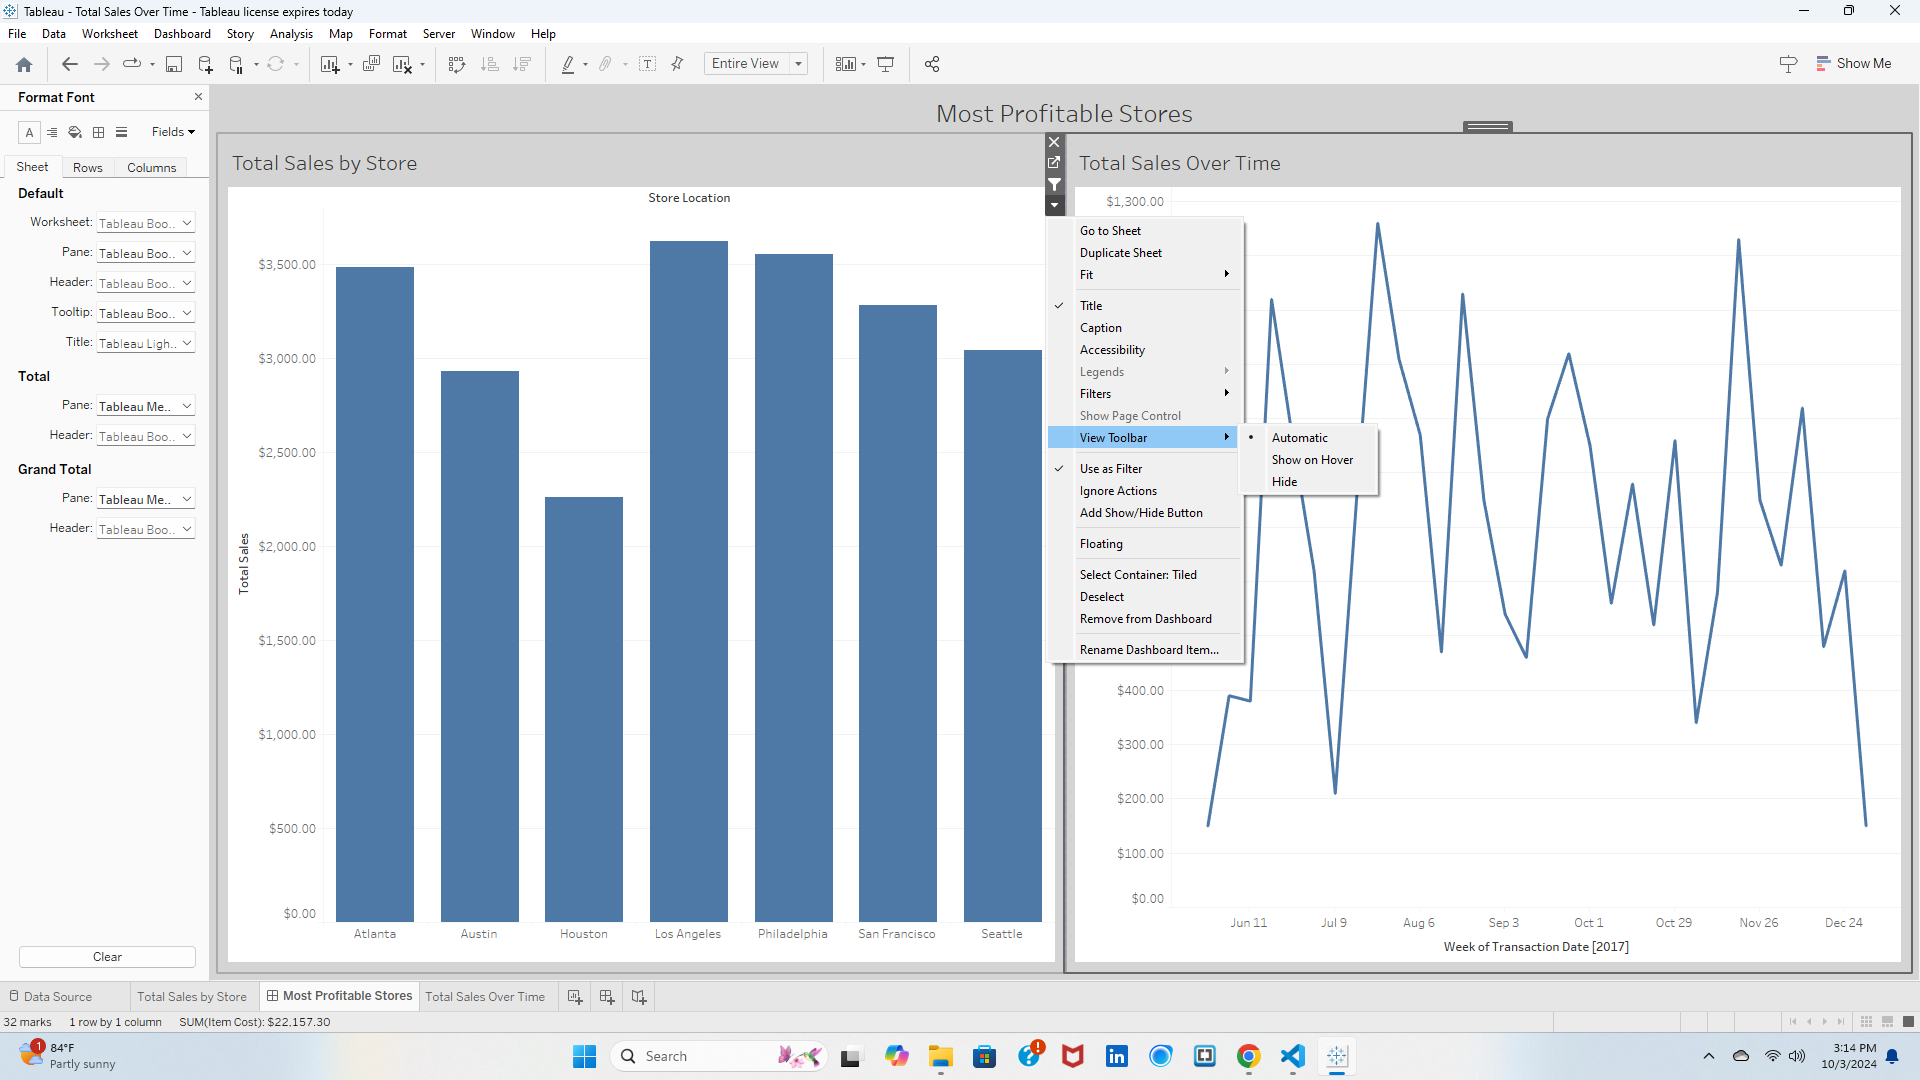 Tableau - Total Sales Over Time - Tableau license expires today
File Data Worksheet Dashboard Story Analysis Map Format Server Window Help
Entire View
Show Me
Format Font
A Fields
Sheet Rows Columns
Default
Worksheet: Tableau Boo..
Pane: Tableau Boo..
Header: Tableau Boo..
Tooltip: Tableau Boo..
Title: Tableau Ligh..
Total
Pane: Tableau Me..
Header: Tableau Boo..
Grand Total
Pane: Tableau Me..
Header: Tableau Boo..
Clear
Most Profitable Stores
Total Sales by Store
Store Location
Total Sales
$3,500.00
$3,000.00
$2,500.00
$2,000.00
$1,500.00
$1,000.00
$500.00
$0.00
Atlanta Austin Houston Los Angeles Philadelphia San Francisco Seattle
Go to Sheet
Duplicate Sheet
Fit
Title
Caption
Accessibility
Legends
Filters
Show Page Control
View Toolbar
Use as Filter
Ignore Actions
Add Show/Hide Button
Floating
Select Container: Tiled
Deselect
Remove from Dashboard
Rename Dashboard Item...
Automatic
Show on Hover
Hide
Total Sales Over Time
$1,300.00
$400.00
$300.00
$200.00
$100.00
$0.00
Jun 11 Jul 9 Aug 6 Sep 3 Oct 1 Oct 29 Nov 26 Dec 24
Week of Transaction Date [2017]
Data Source Total Sales by Store Most Profitable Stores Total Sales Over Time
32 marks 1 row by 1 column SUM(Item Cost): $22,157.30
1
84°F
Partly sunny
Search
3:14 PM
10/3/2024